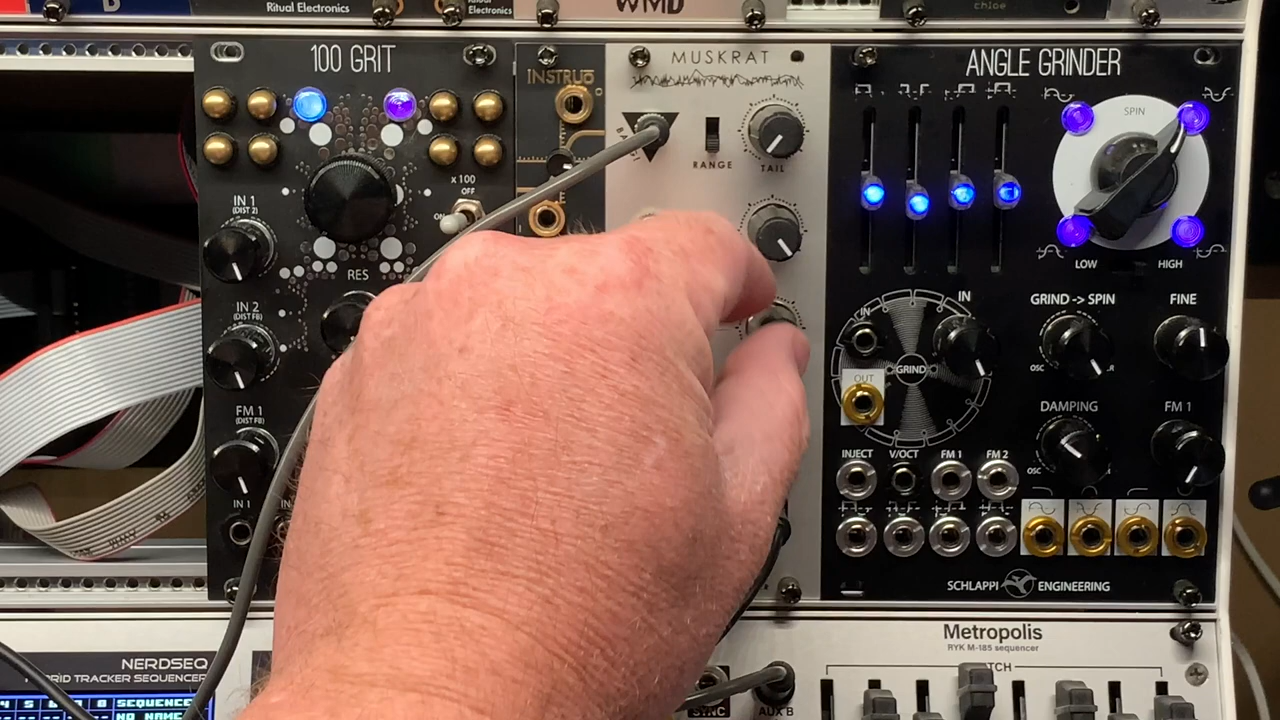 Ritual Electronics
Electronics
WMD
chloe
100 GRIT
x100
OFF
ON
IN 1
(DIST 2)
RES
IN 2
(DIST FB)
FM 1
(DIST FB)
IN 1
INSTRUŌ
MUSKRAT
RANGE
TAIL
ANGLE GRINDER
SPIN
LOW
HIGH
IN
IN
GRIND
OUT
GRIND -> SPIN
FINE
OSC
DAMPING
FM 1
OSC
INJECT
V/OCT
FM 1
FM 2
SCHLAPPI ENGINEERING
NERDSEQ
TRACKER SEQUENCER
SEQUENCE
NO NAME
Metropolis
RYK M-185 sequencer
SYNC
AUX B